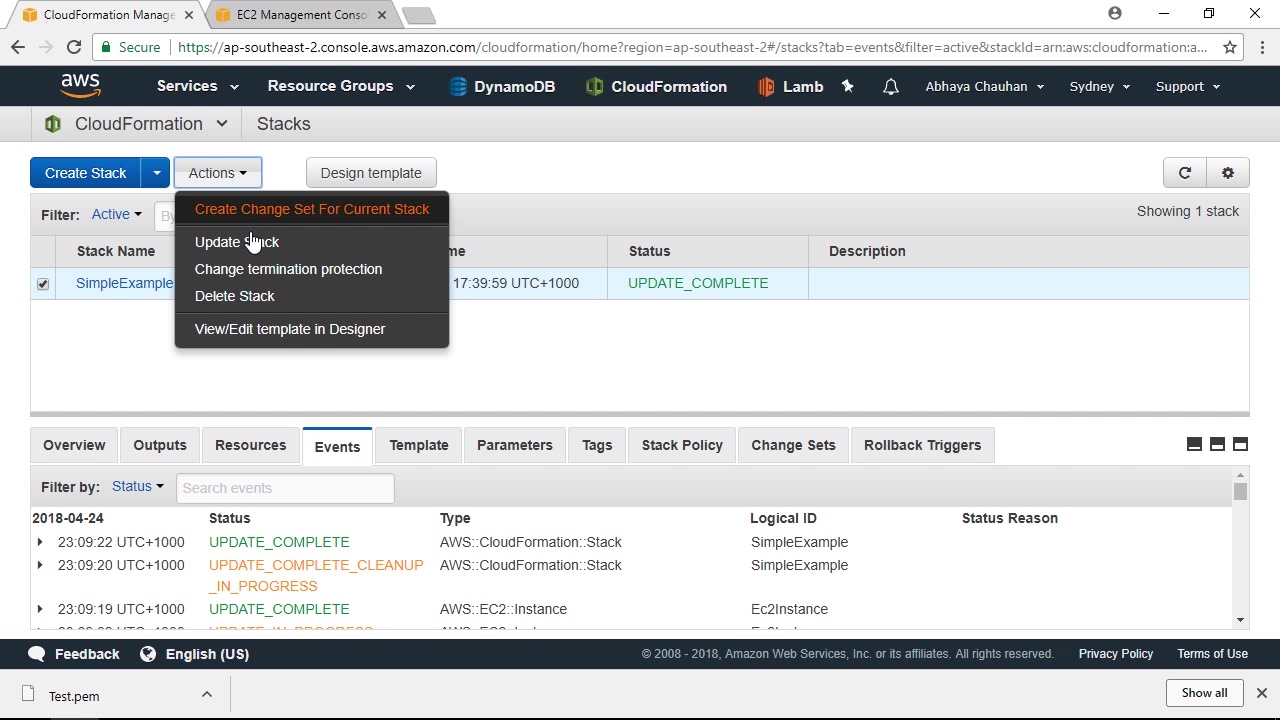 CloudFormation Manage
EC2 Management Conso
Secure
https://ap-southeast-2.console.aws.amazon.com/cloudformation/home?region=ap-southeast-2#/stacks?tab=events&filter=active&stackId=arn:aws:cloudformation:a...
aws
Services
Resource Groups
DynamoDB
CloudFormation
Lamb
Abhaya Chauhan
Sydney
Support
CloudFormation
Stacks
Create Stack
Actions
Design template
Filter: Active
By
Showing 1 stack
Create Change Set For Current Stack
Update Stack
Change termination protection
Delete Stack
View/Edit template in Designer
Stack Name
me
Status
Description
SimpleExample
17:39:59 UTC+1000
UPDATE_COMPLETE
Overview
Outputs
Resources
Events
Template
Parameters
Tags
Stack Policy
Change Sets
Rollback Triggers
Filter by: Status
Search events
2018-04-24 Status Type Logical ID Status Reason
23:09:22 UTC+1000 UPDATE_COMPLETE AWS::CloudFormation::Stack SimpleExample
23:09:20 UTC+1000 UPDATE_COMPLETE_CLEANUP AWS::CloudFormation::Stack SimpleExample
_IN_PROGRESS
23:09:19 UTC+1000 UPDATE_COMPLETE AWS::EC2::Instance Ec2Instance
Feedback
English (US)
© 2008 - 2018, Amazon Web Services, Inc. or its affiliates. All rights reserved.
Privacy Policy
Terms of Use
Test.pem
Show all